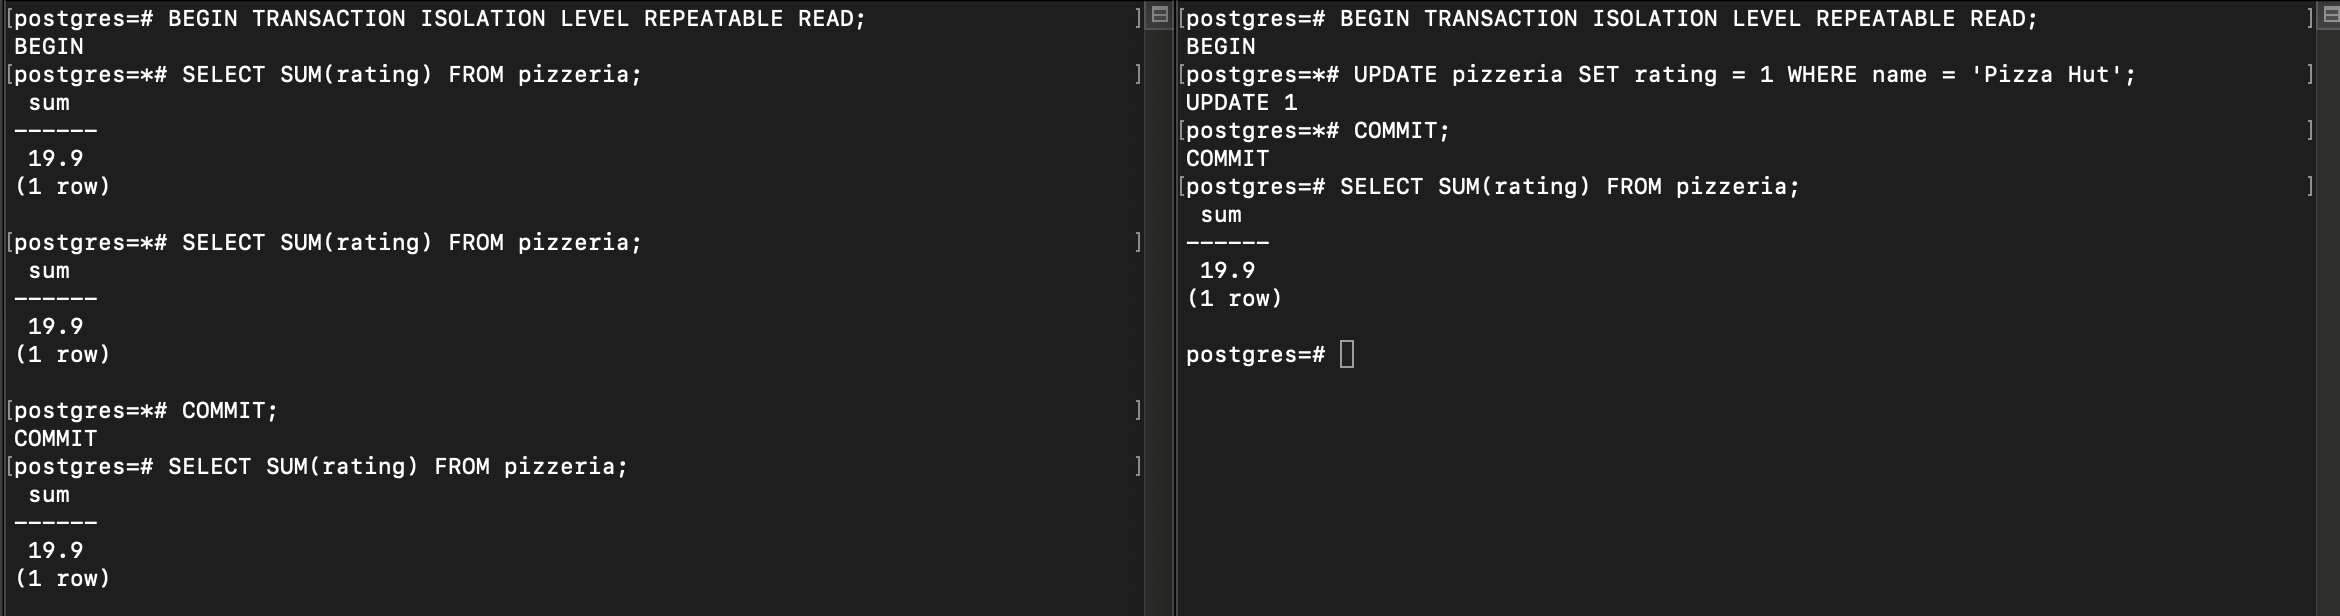 [postgres=# BEGIN TRANSACTION ISOLATION LEVEL REPEATABLE READ; ]
BEGIN
[postgres=*# SELECT SUM(rating) FROM pizzeria; ]
 sum
------
 19.9
(1 row)

[postgres=*# SELECT SUM(rating) FROM pizzeria; ]
 sum
------
 19.9
(1 row)

[postgres=*# COMMIT; ]
COMMIT
[postgres=# SELECT SUM(rating) FROM pizzeria; ]
 sum
------
 19.9
(1 row)

[postgres=# BEGIN TRANSACTION ISOLATION LEVEL REPEATABLE READ; ]
BEGIN
[postgres=*# UPDATE pizzeria SET rating = 1 WHERE name = 'Pizza Hut'; ]
UPDATE 1
[postgres=*# COMMIT; ]
COMMIT
[postgres=# SELECT SUM(rating) FROM pizzeria; ]
 sum
------
 19.9
(1 row)

postgres=#